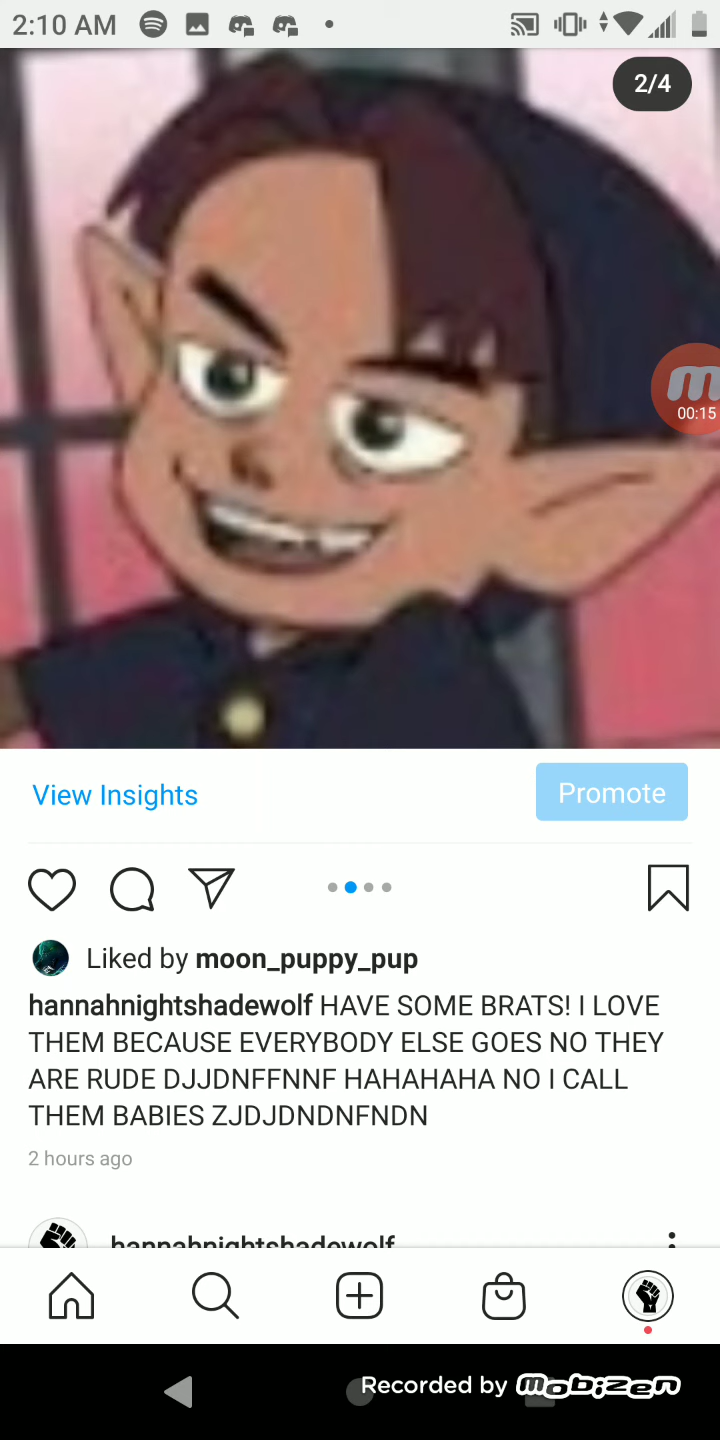 2:10 AM
2/4
m
00:15
View Insights
Promote
Liked by moon_puppy_pup
hannahnightshadewolf HAVE SOME BRATS! I LOVE
THEM BECAUSE EVERYBODY ELSE GOES NO THEY
ARE RUDE DJJDNFFNNF HAHAHAHA NO I CALL
THEM BABIES ZJDJDNDNFNDN
2 hours ago
hannahnightshadewolf
Recorded by mobizen